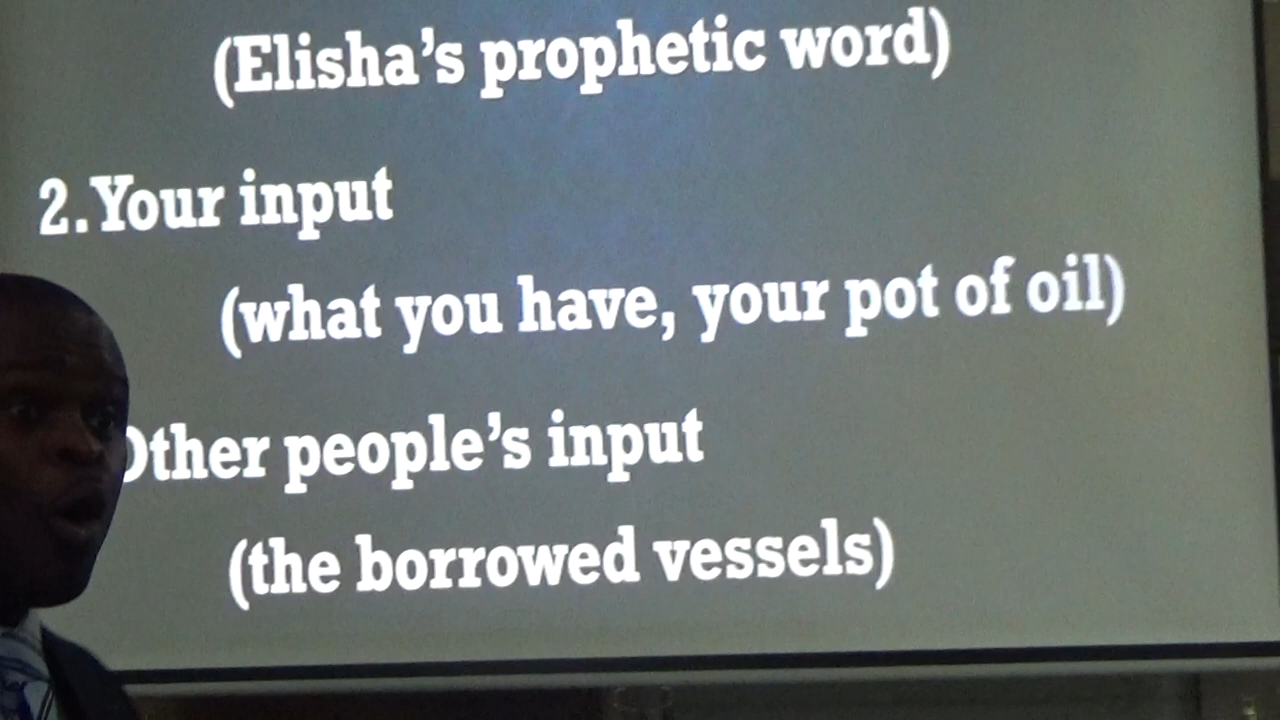 (Elisha’s prophetic word)
2. Your input
(what you have, your pot of oil)
Other people’s input
(the borrowed vessels)